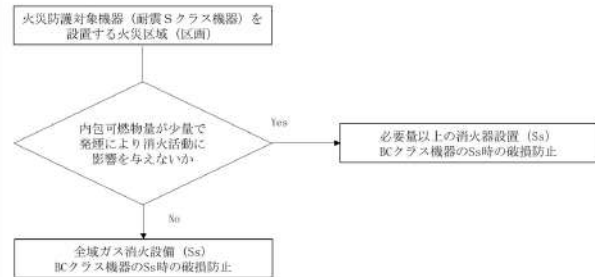 火災防護対象機器（耐震Ｓクラス機器）を
設置する火災区域（区画）
内包可燃物量が少量で
発煙により消火活動に
影響を与えないか
Yes
必要量以上の消火器設置（Ss）
BCクラス機器のSs時の破損防止
No
全域ガス消火設備（Ss）
BCクラス機器のSs時の破損防止